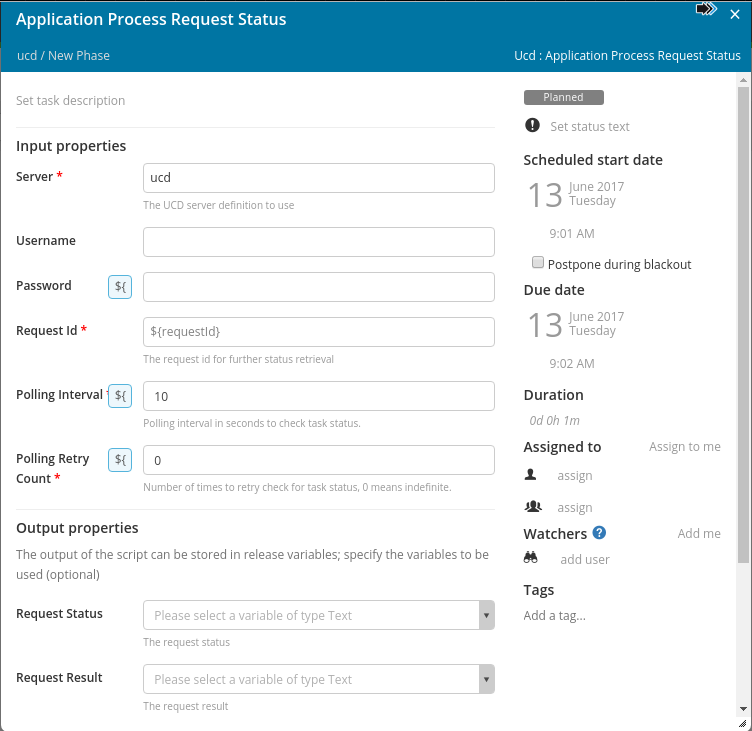 Application Process Request Status
ucd / New Phase
Ucd : Application Process Request Status
Set task description
Input properties
Server *
ucd
The UCD server definition to use
Username
Password
${
Request Id *
${requestId}
The request id for further status retrieval
Polling Interval
${
10
Polling interval in seconds to check task status.
Polling Retry
Count *
${
0
Number of times to retry check for task status, 0 means indefinite.
Output properties
The output of the script can be stored in release variables; specify the variables to be
used (optional)
Request Status
Please select a variable of type Text
The request status
Request Result
Please select a variable of type Text
The request result
Planned
Set status text
Scheduled start date
13
June 2017
Tuesday
9:01 AM
Postpone during blackout
Due date
13
June 2017
Tuesday
9:02 AM
Duration
0d 0h 1m
Assigned to
Assign to me
assign
assign
Watchers ?
Add me
add user
Tags
Add a tag...